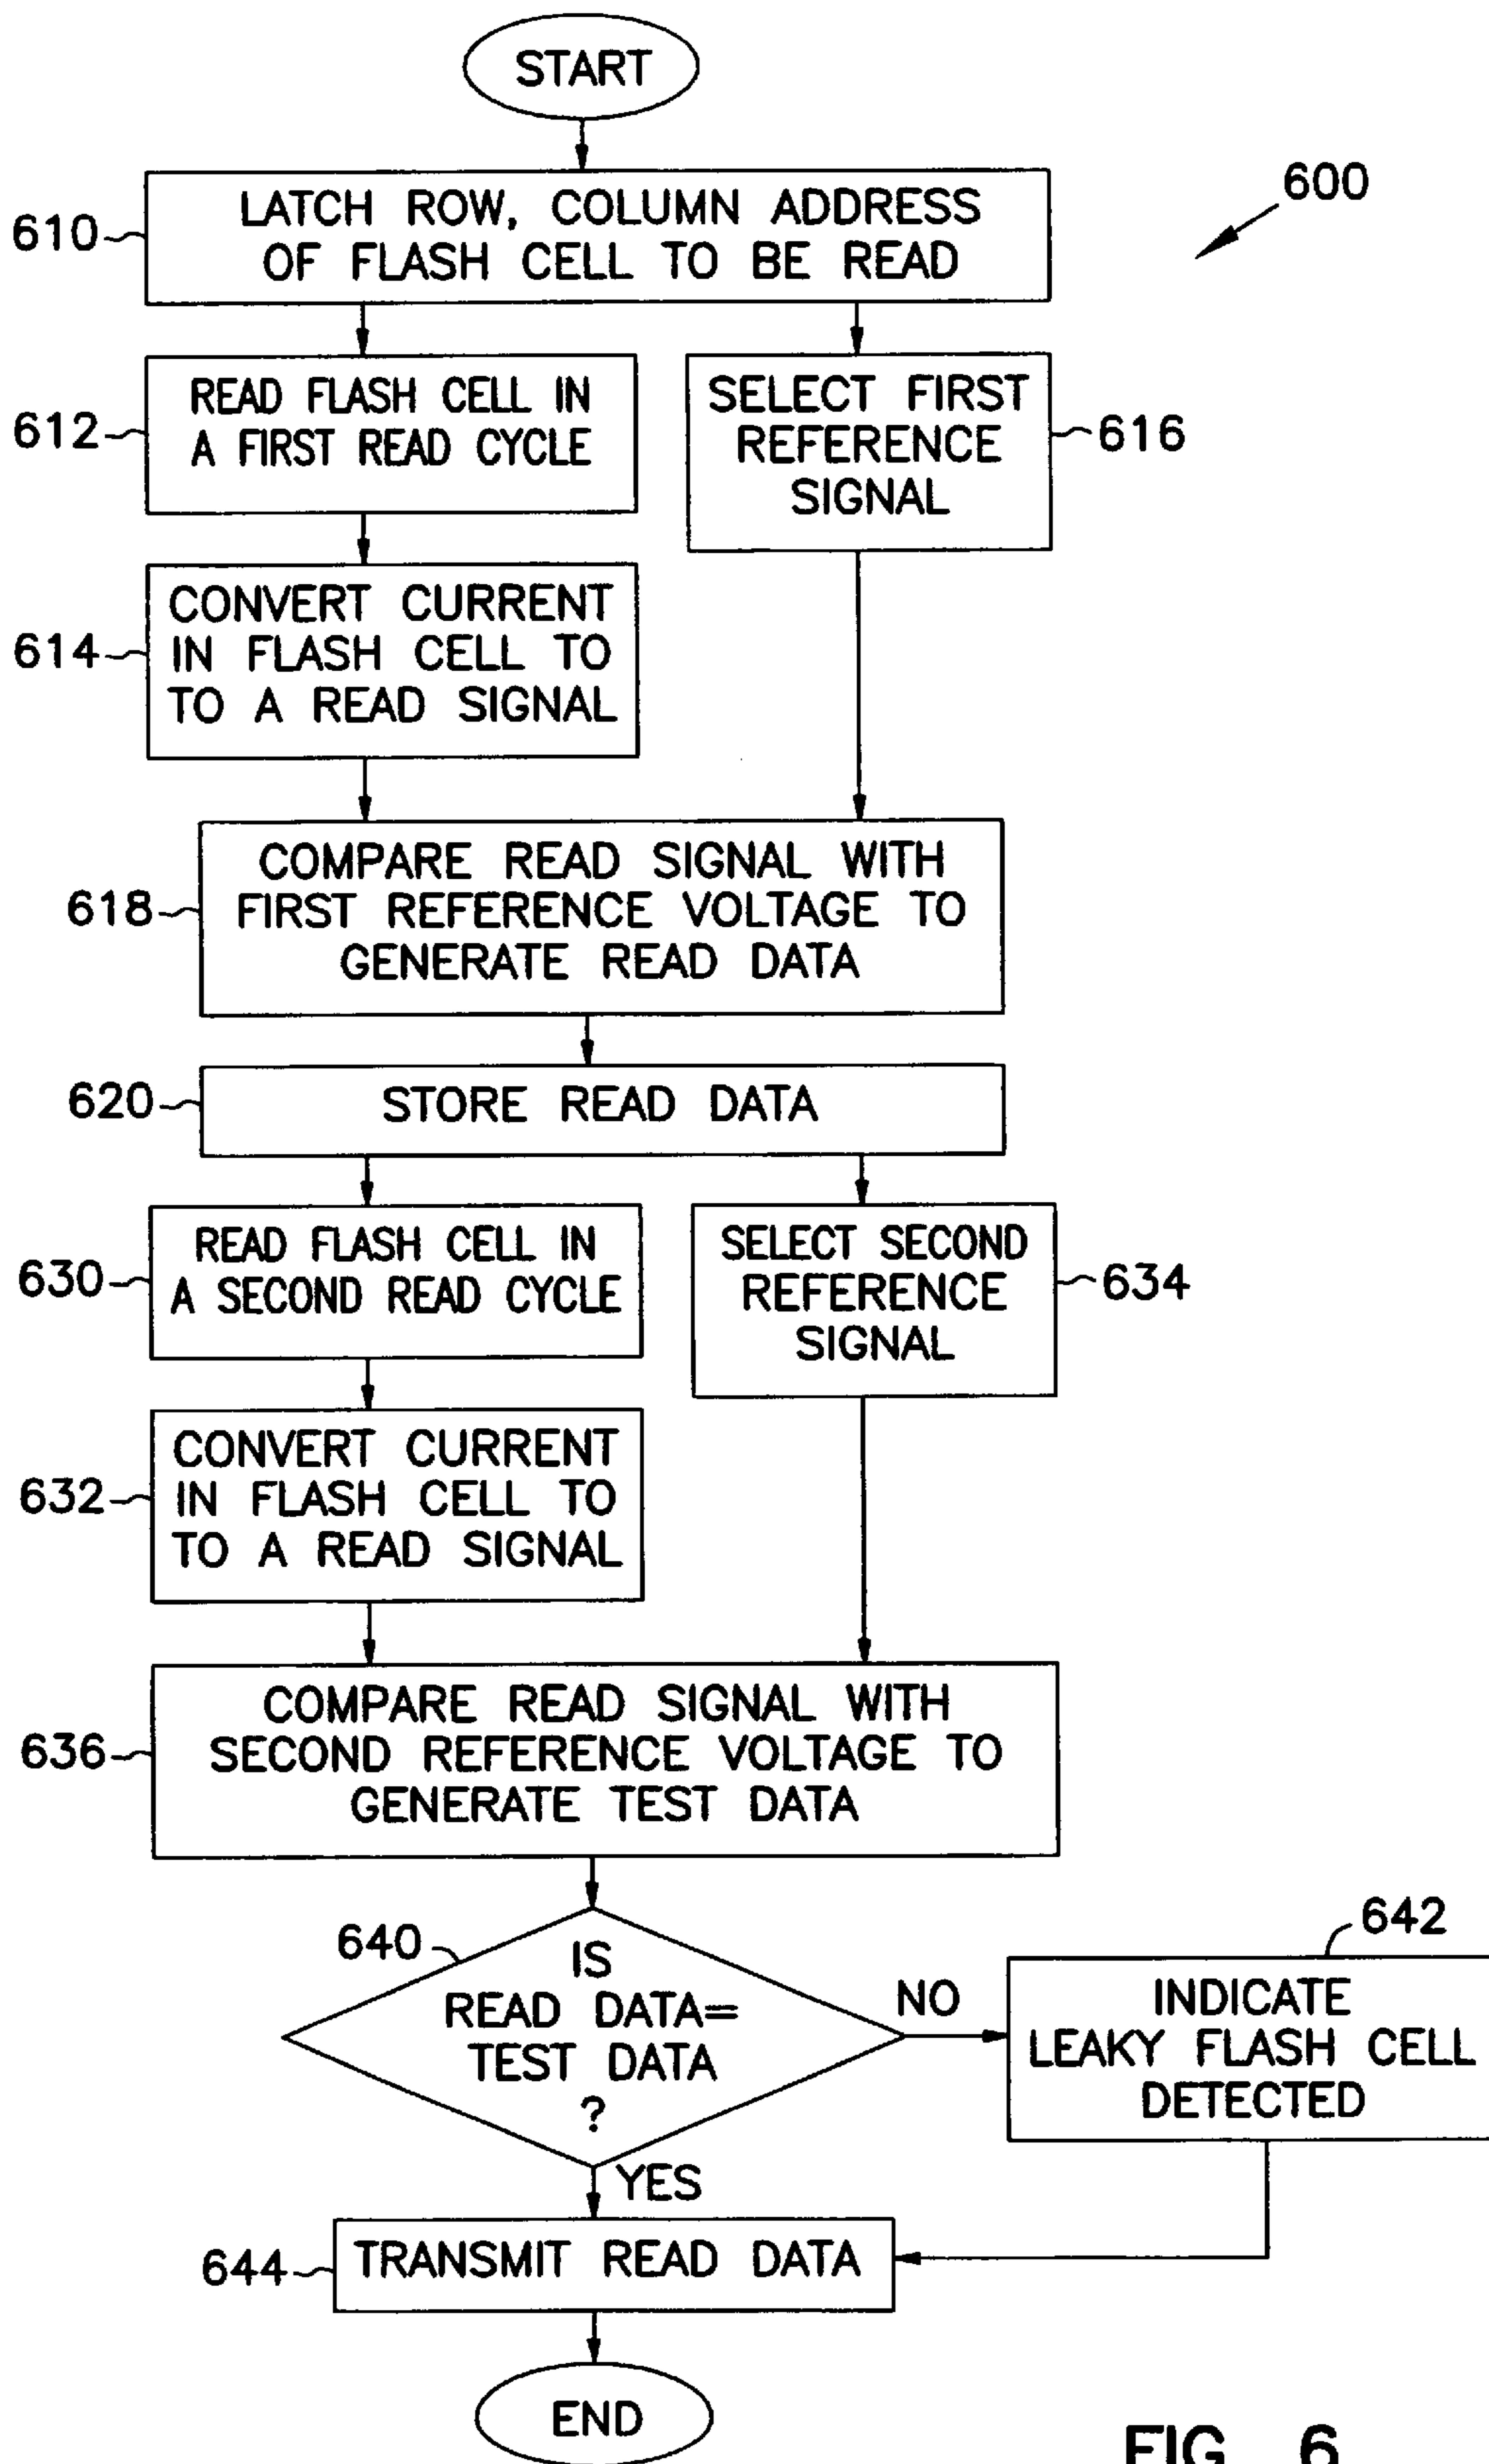 START
600
610
LATCH ROW, COLUMN ADDRESS
OF FLASH CELL TO BE READ
612
READ FLASH CELL IN
A FIRST READ CYCLE
SELECT FIRST
REFERENCE
SIGNAL
616
614
CONVERT CURRENT
IN FLASH CELL TO
TO A READ SIGNAL
618
COMPARE READ SIGNAL WITH
FIRST REFERENCE VOLTAGE TO
GENERATE READ DATA
620
STORE READ DATA
630
READ FLASH CELL IN
A SECOND READ CYCLE
SELECT SECOND
REFERENCE
SIGNAL
634
632
CONVERT CURRENT
IN FLASH CELL TO
TO A READ SIGNAL
636
COMPARE READ SIGNAL WITH
SECOND REFERENCE VOLTAGE TO
GENERATE TEST DATA
640
IS
READ DATA=
TEST DATA
?
NO
642
INDICATE
LEAKY FLASH CELL
DETECTED
YES
644
TRANSMIT READ DATA
END
FIG. 6